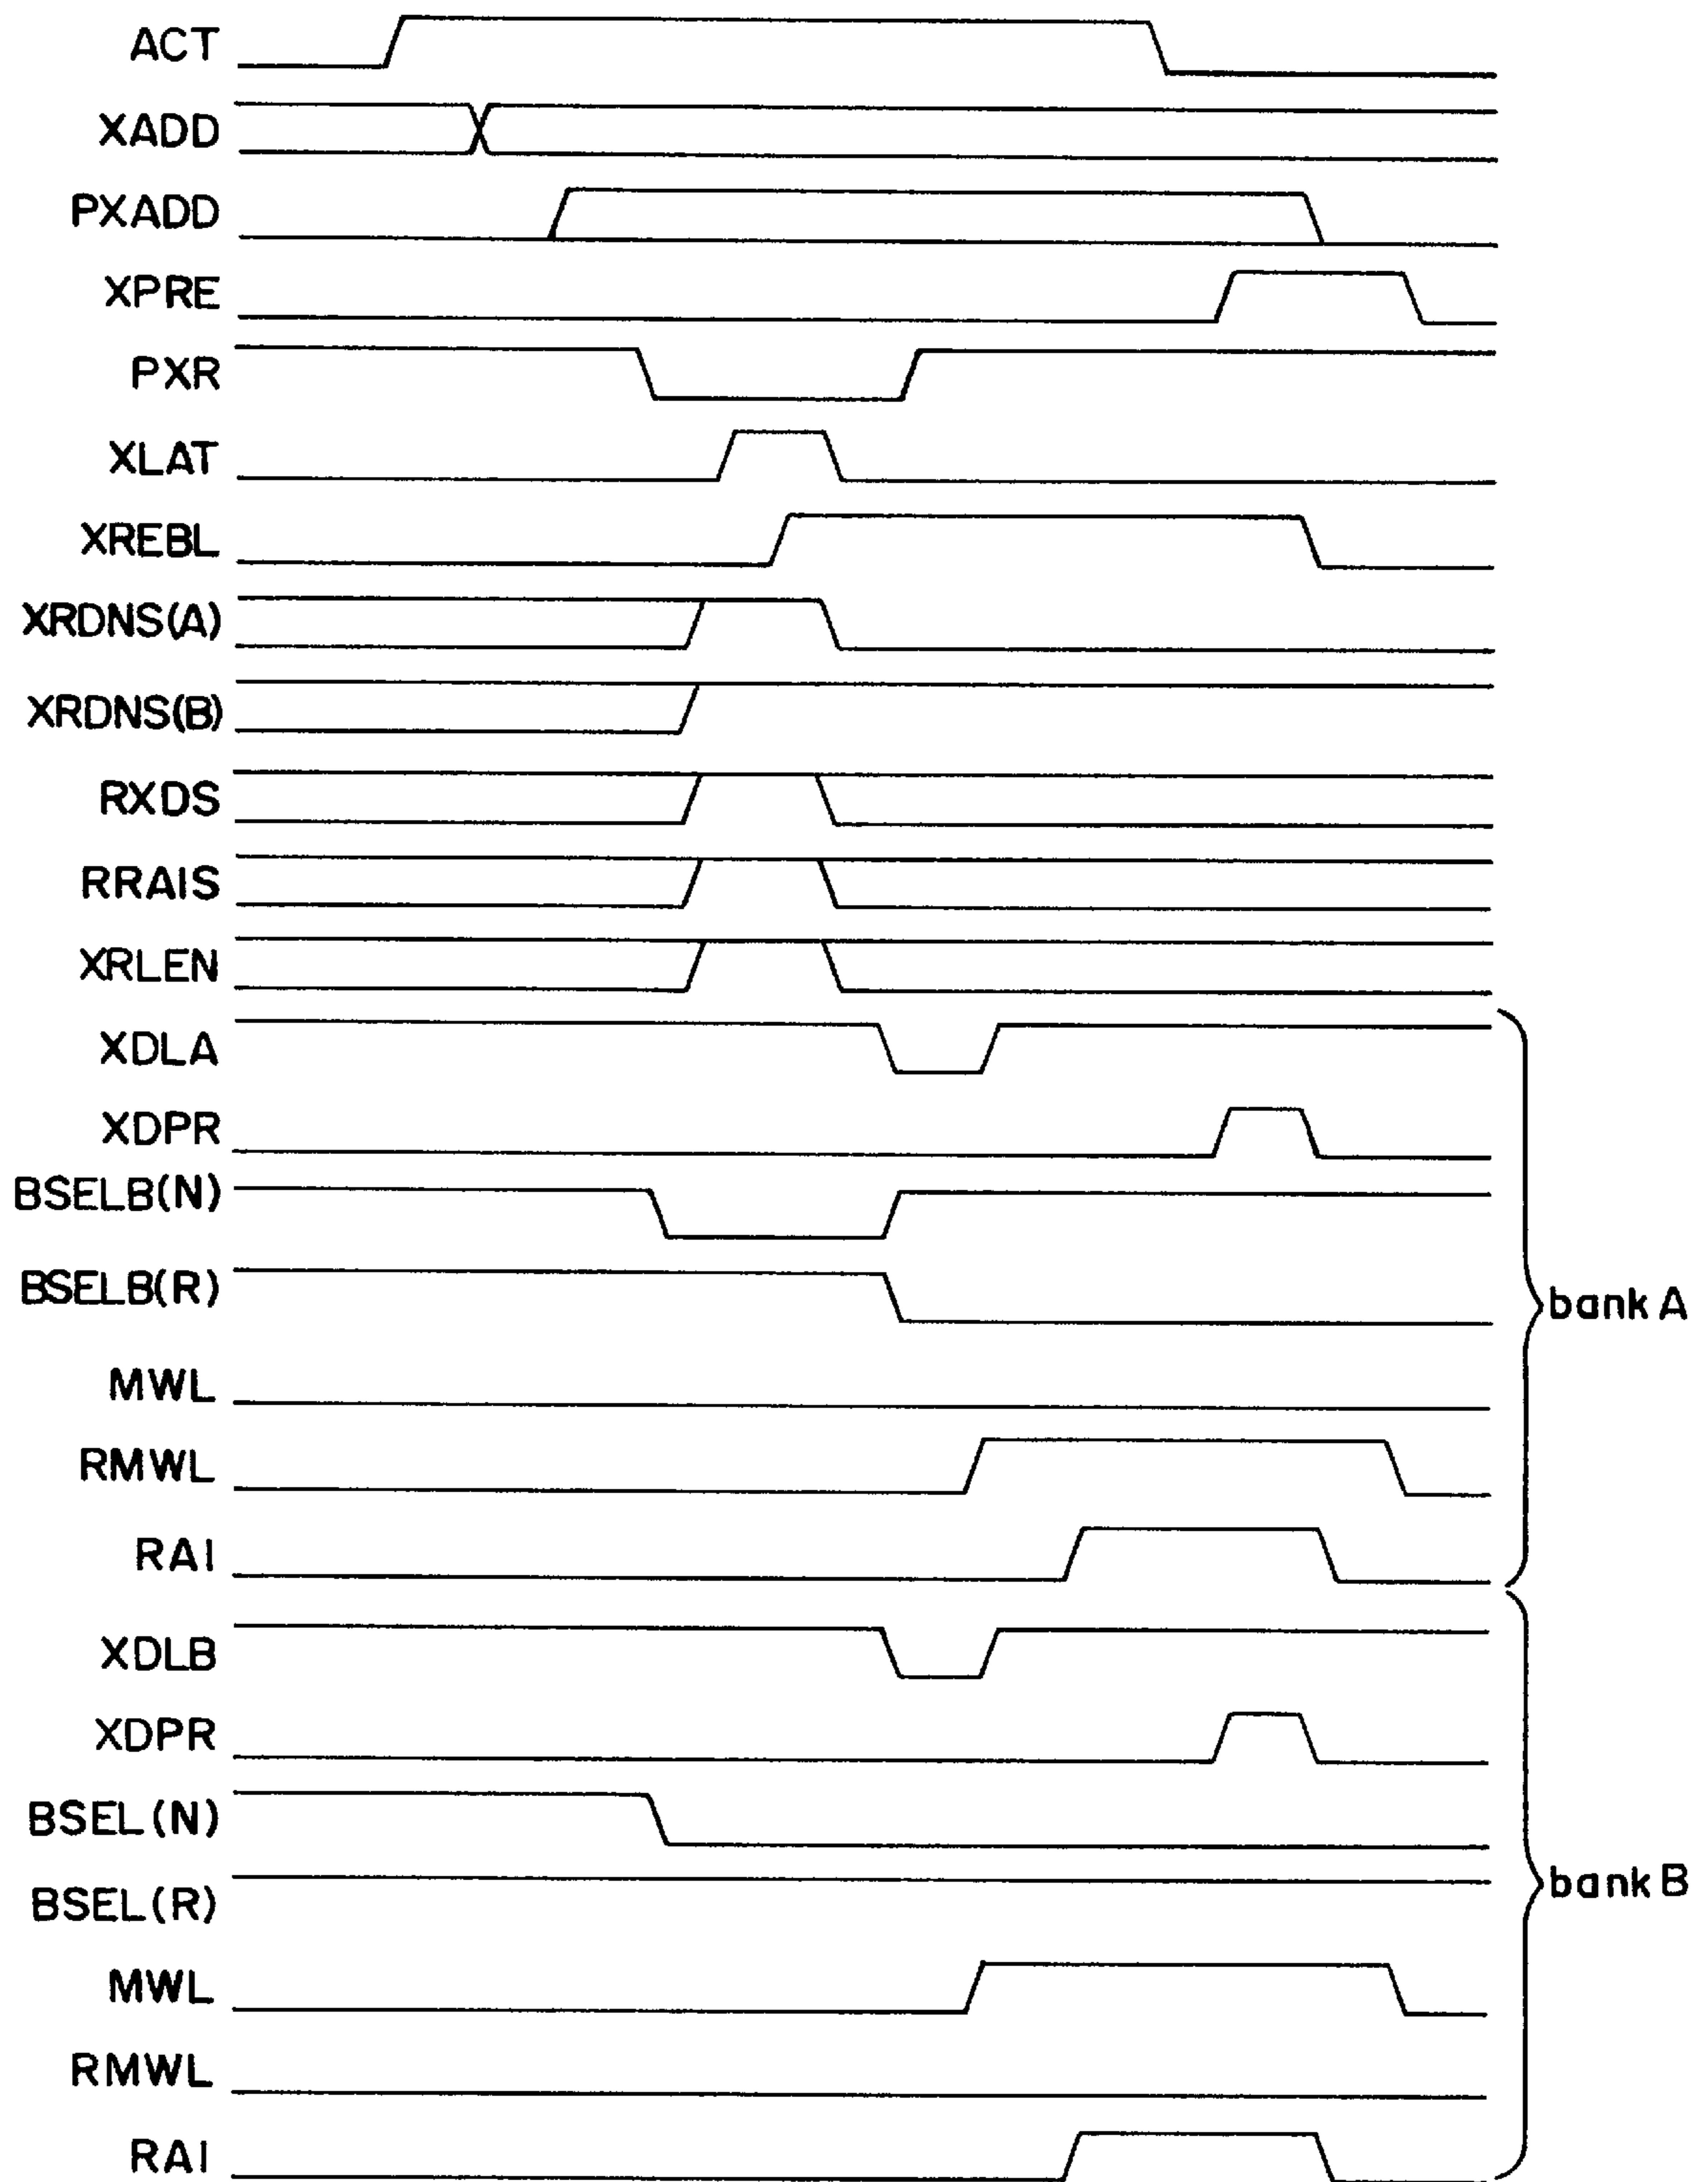 ACT
XADD
PXADD
XPRE
PXR
XLAT
XREBL
XRDNS(A)
XRDNS(B)
RXDS
RRAIS
XRLEN
XDLA
XDPR
BSELB(N)
BSELB(R)
bank A
MWL
RMWL
RAI
XDLB
XDPR
BSEL(N)
BSEL(R)
bank B
MWL
RMWL
RAI